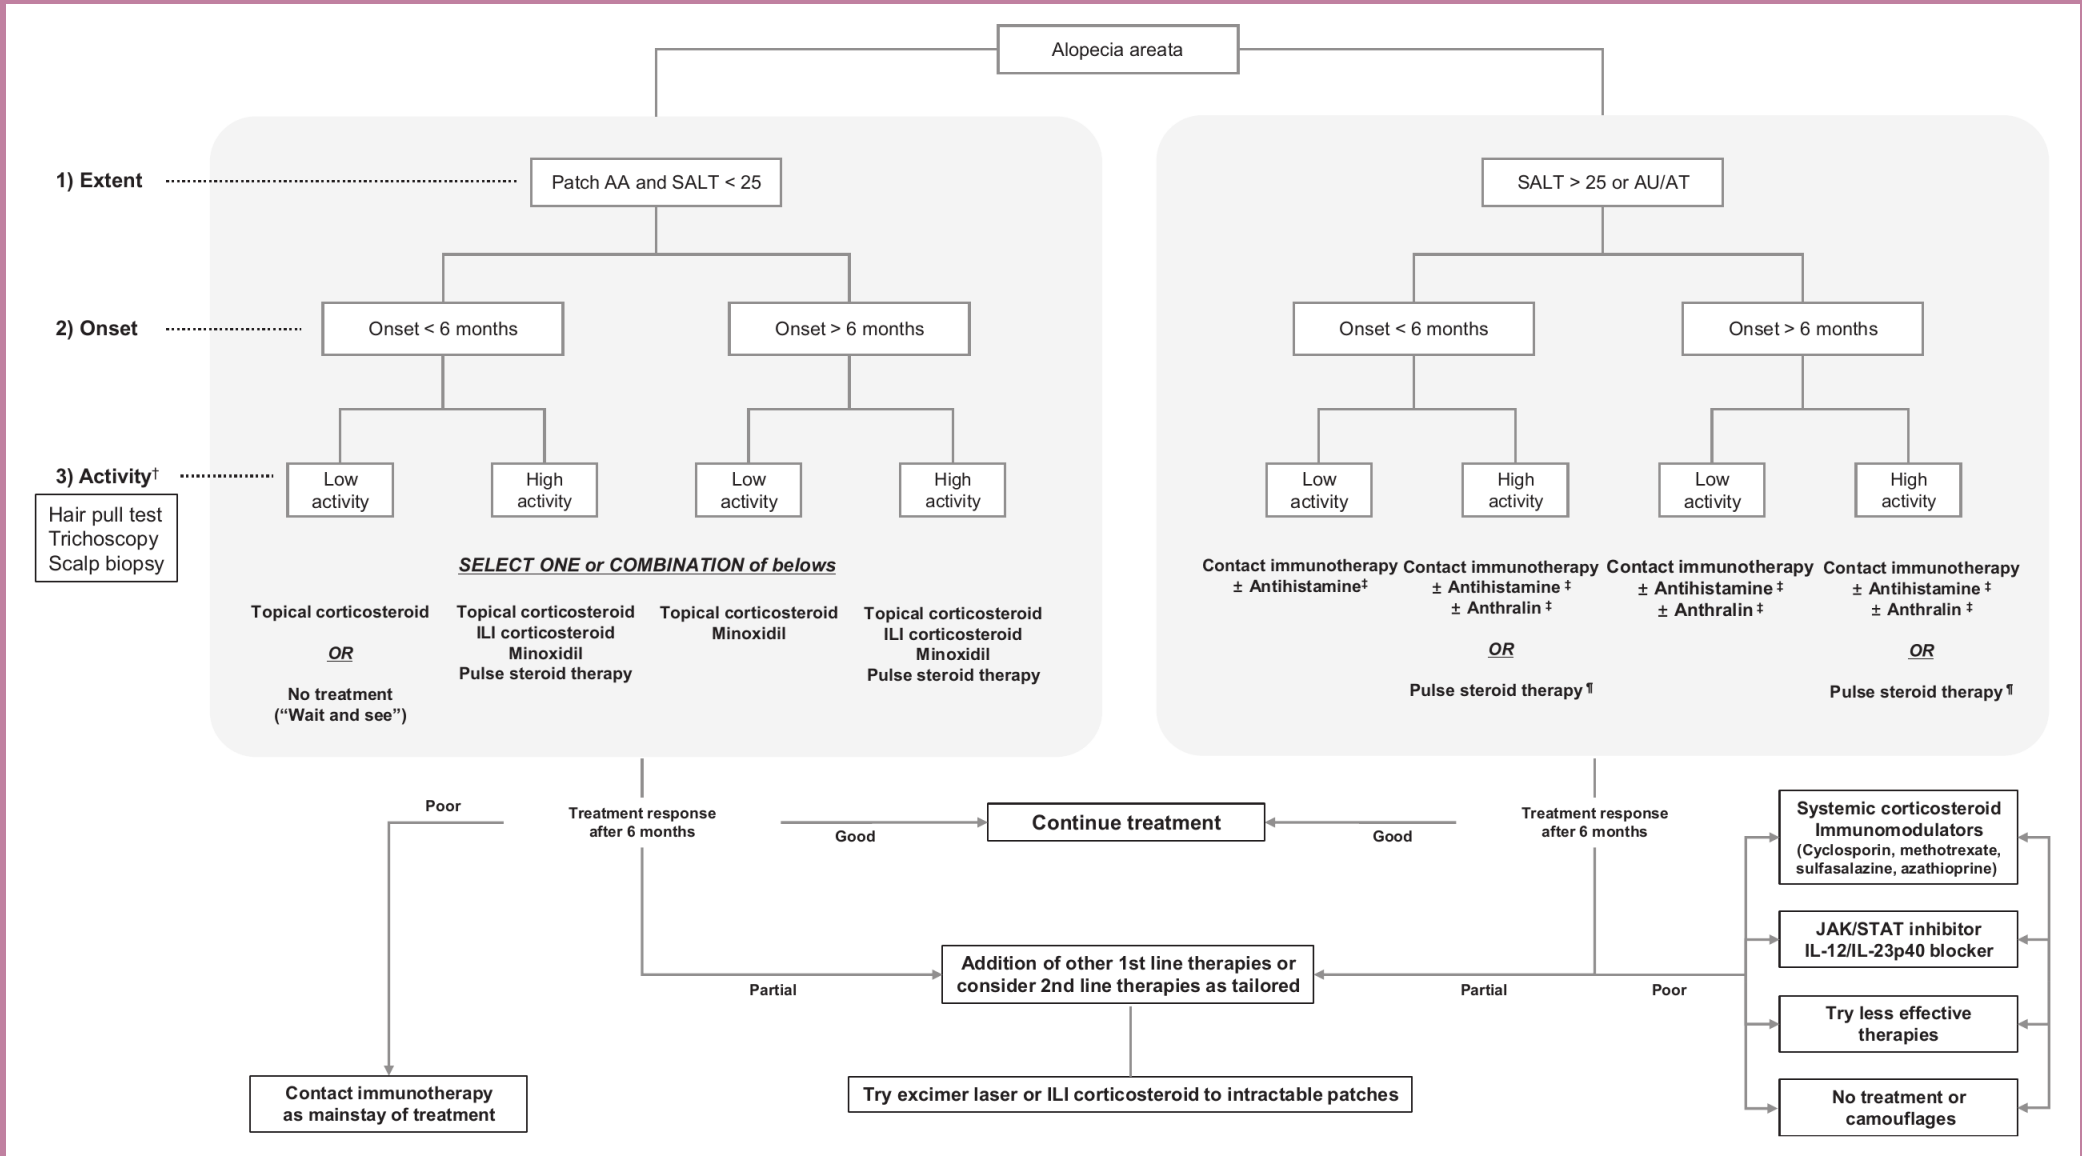 Alopecia areata
1) Extent
Patch AA and SALT < 25
SALT > 25 or AU/AT
2) Onset
Onset < 6 months
Onset > 6 months
Onset < 6 months
Onset > 6 months
3) Activity†
Hair pull test
Trichoscopy
Scalp biopsy
Low
activity
High
activity
Low
activity
High
activity
Low
activity
High
activity
Low
activity
High
activity
SELECT ONE or COMBINATION of belows
Topical corticosteroid
OR
No treatment
(“Wait and see”)
Topical corticosteroid
ILI corticosteroid
Minoxidil
Pulse steroid therapy
Topical corticosteroid
Minoxidil
Topical corticosteroid
ILI corticosteroid
Minoxidil
Pulse steroid therapy
Contact immunotherapy
± Antihistamine‡
Contact immunotherapy
± Antihistamine ‡
± Anthralin ‡
OR
Pulse steroid therapy ¶
Contact immunotherapy
± Antihistamine ‡
± Anthralin ‡
Contact immunotherapy
± Antihistamine ‡
± Anthralin ‡
OR
Pulse steroid therapy ¶
Poor
Treatment response
after 6 months
Good
Continue treatment
Good
Treatment response
after 6 months
Systemic corticosteroid
Immunomodulators
(Cyclosporin, methotrexate,
sulfasalazine, azathioprine)
JAK/STAT inhibitor
IL-12/IL-23p40 blocker
Partial
Addition of other 1st line therapies or
consider 2nd line therapies as tailored
Partial
Poor
Try less effective
therapies
Contact immunotherapy
as mainstay of treatment
Try excimer laser or ILI corticosteroid to intractable patches
No treatment or
camouflages